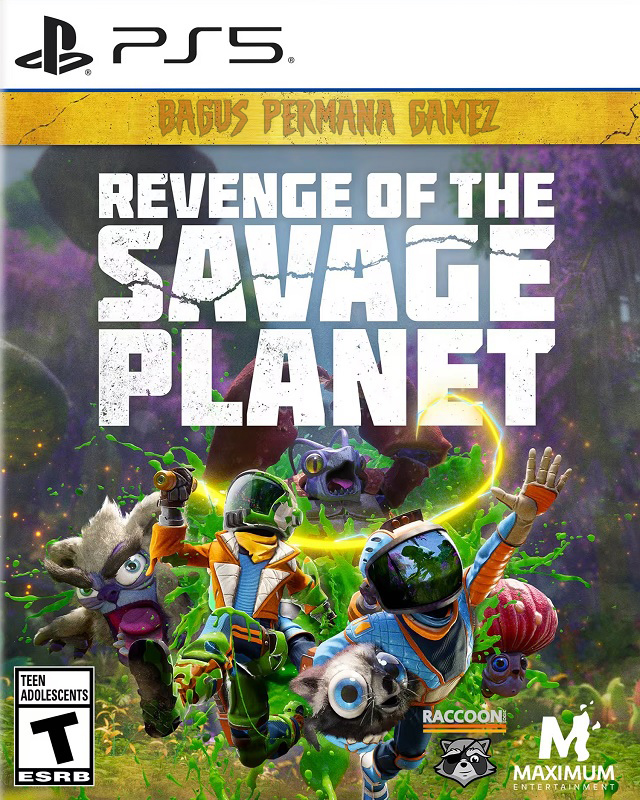 PS5
BAGUS PERMANA GAMEZ
REVENGE OF THE
SAVAGE
PLANET
TEEN
ADOLESCENTS
T
ESRB
RACCOON
M
MAXIMUM
ENTERTAINMENT